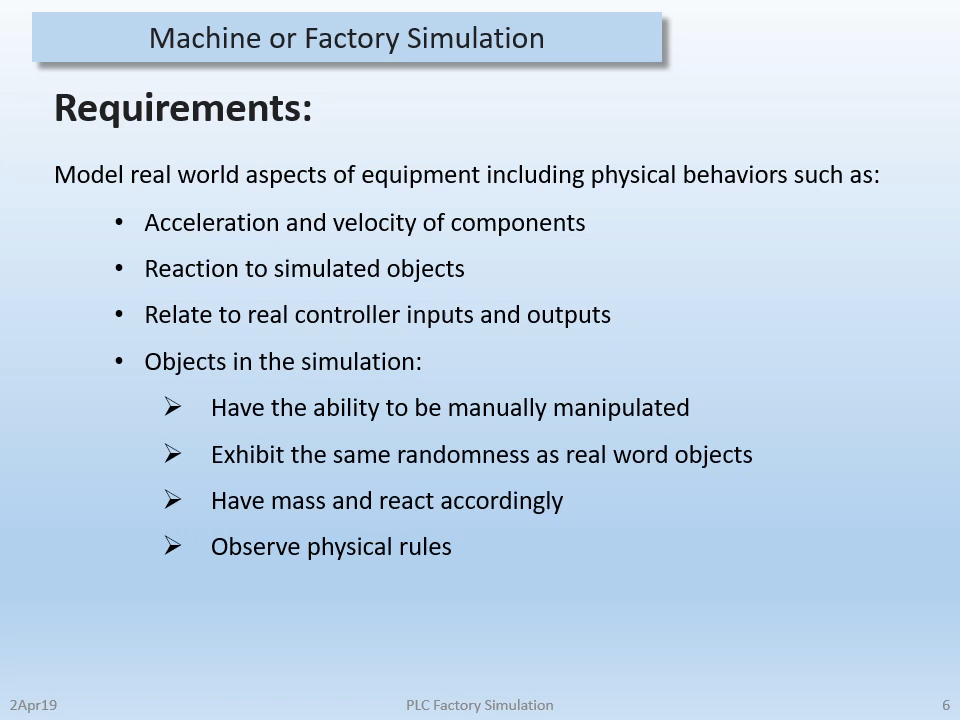 Machine or Factory Simulation
Requirements:
Model real world aspects of equipment including physical behaviors such as:
• Acceleration and velocity of components
• Reaction to simulated objects
• Relate to real controller inputs and outputs
• Objects in the simulation:
➢ Have the ability to be manually manipulated
➢ Exhibit the same randomness as real word objects
➢ Have mass and react accordingly
➢ Observe physical rules
2Apr19
PLC Factory Simulation
6